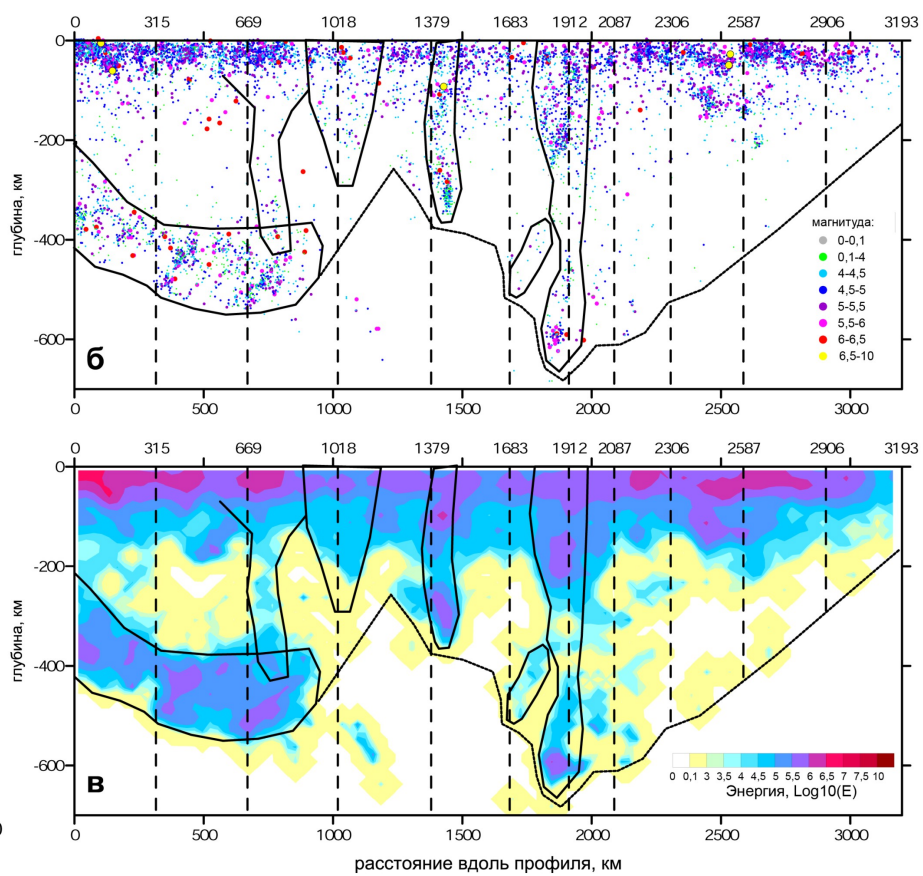 0 315 669 1018 1379 1683 1912 2087 2306 2587 2906 3193
0
-200
-400
-600
глубина, км
магнитуда:
0-0,1
0,1-4
4-4,5
4,5-5
5-5,5
5,5-6
6-6,5
6,5-10
б
0 500 1000 1500 2000 2500 3000
0 315 669 1018 1379 1683 1912 2087 2306 2587 2906 3193
0
-200
-400
-600
глубина, км
0 0,1 3 3,5 4 4,5 5 5,5 6 6,5 7 7,5 10
Энергия, Log10(E)
в
0
0 500 1000 1500 2000 2500 3000
расстояние вдоль профиля, км